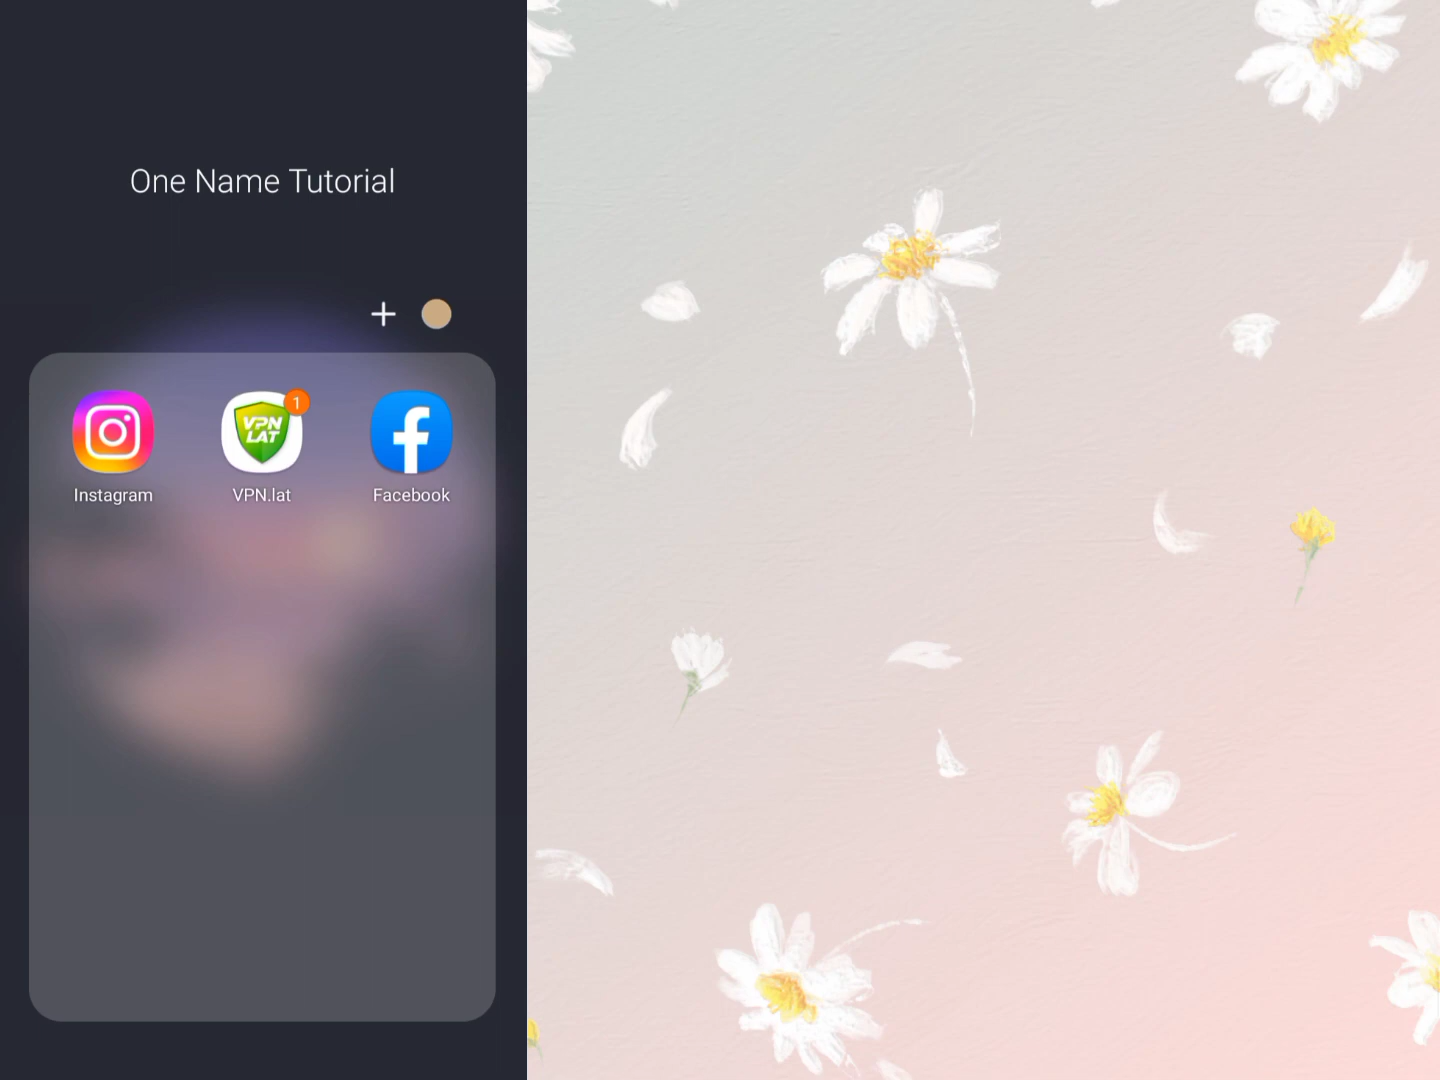 One Name Tutorial
1
VPN
LAT
Instagram
VPN.lat
Facebook